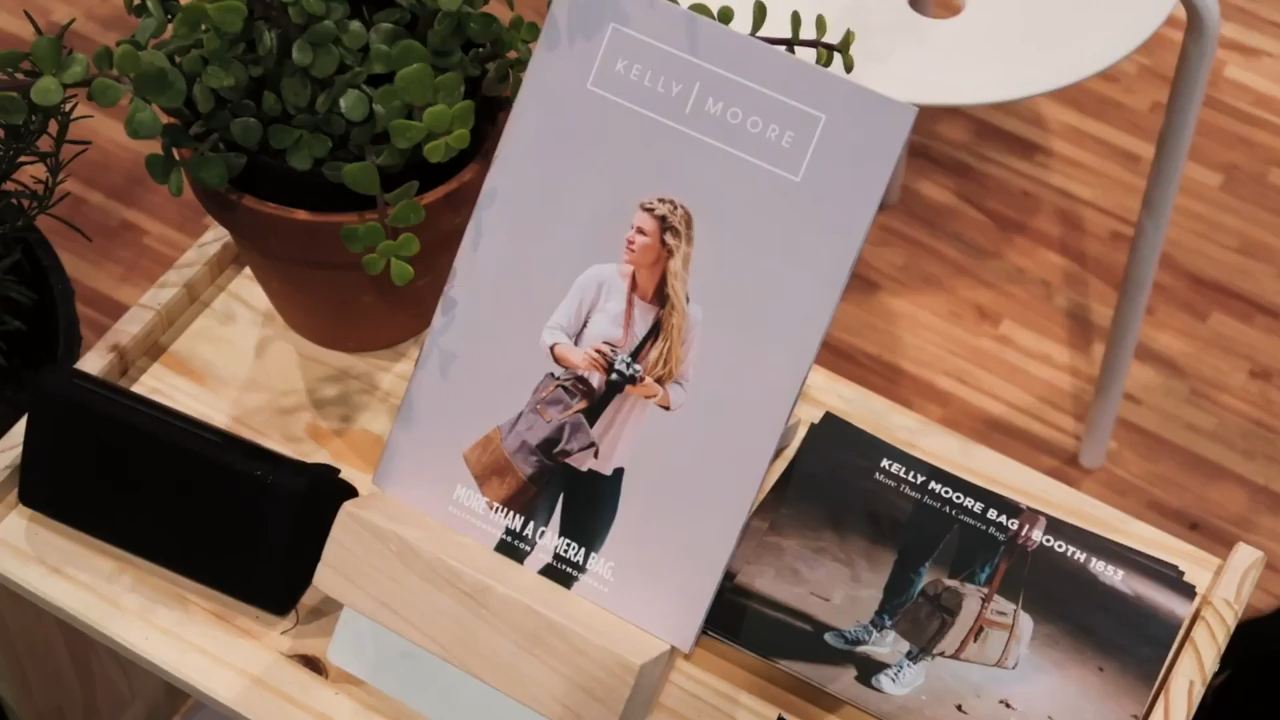 KELLY | MOORE
MORE THAN A CAMERA BAG.
KELLY MOORE BAG | BOOTH 1653
More Than Just A Camera Bag.